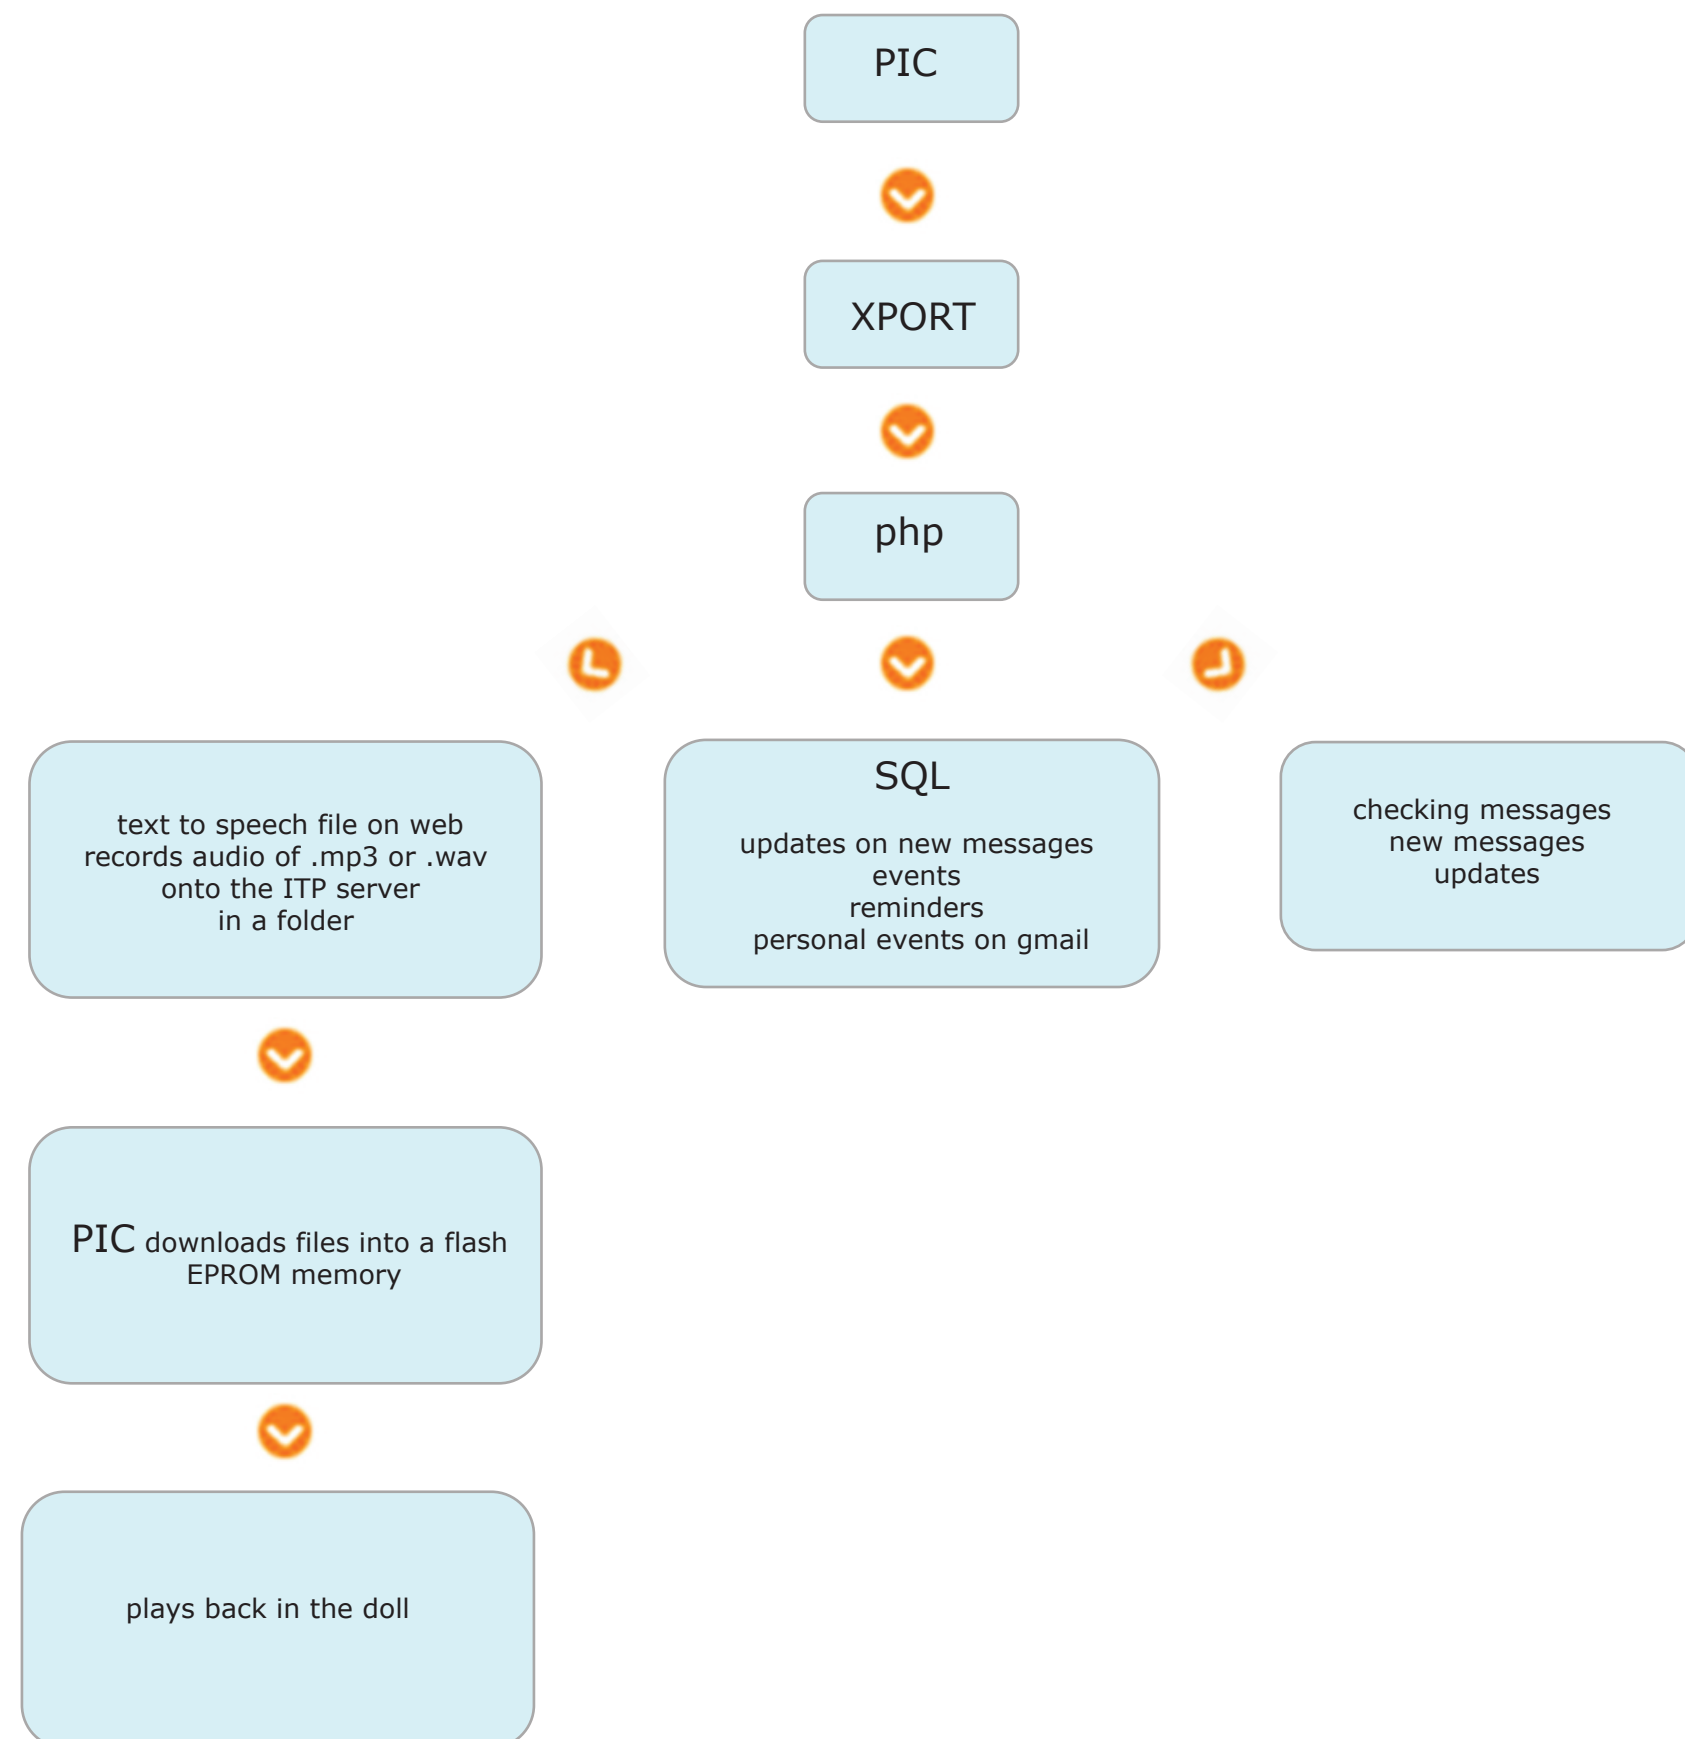 PIC
XPORT
php
text to speech file on web
records audio of .mp3 or .wav
onto the ITP server
in a folder
SQL
updates on new messages
events
reminders
personal events on gmail
checking messages
new messages
updates
PIC downloads files into a flash
EPROM memory
plays back in the doll